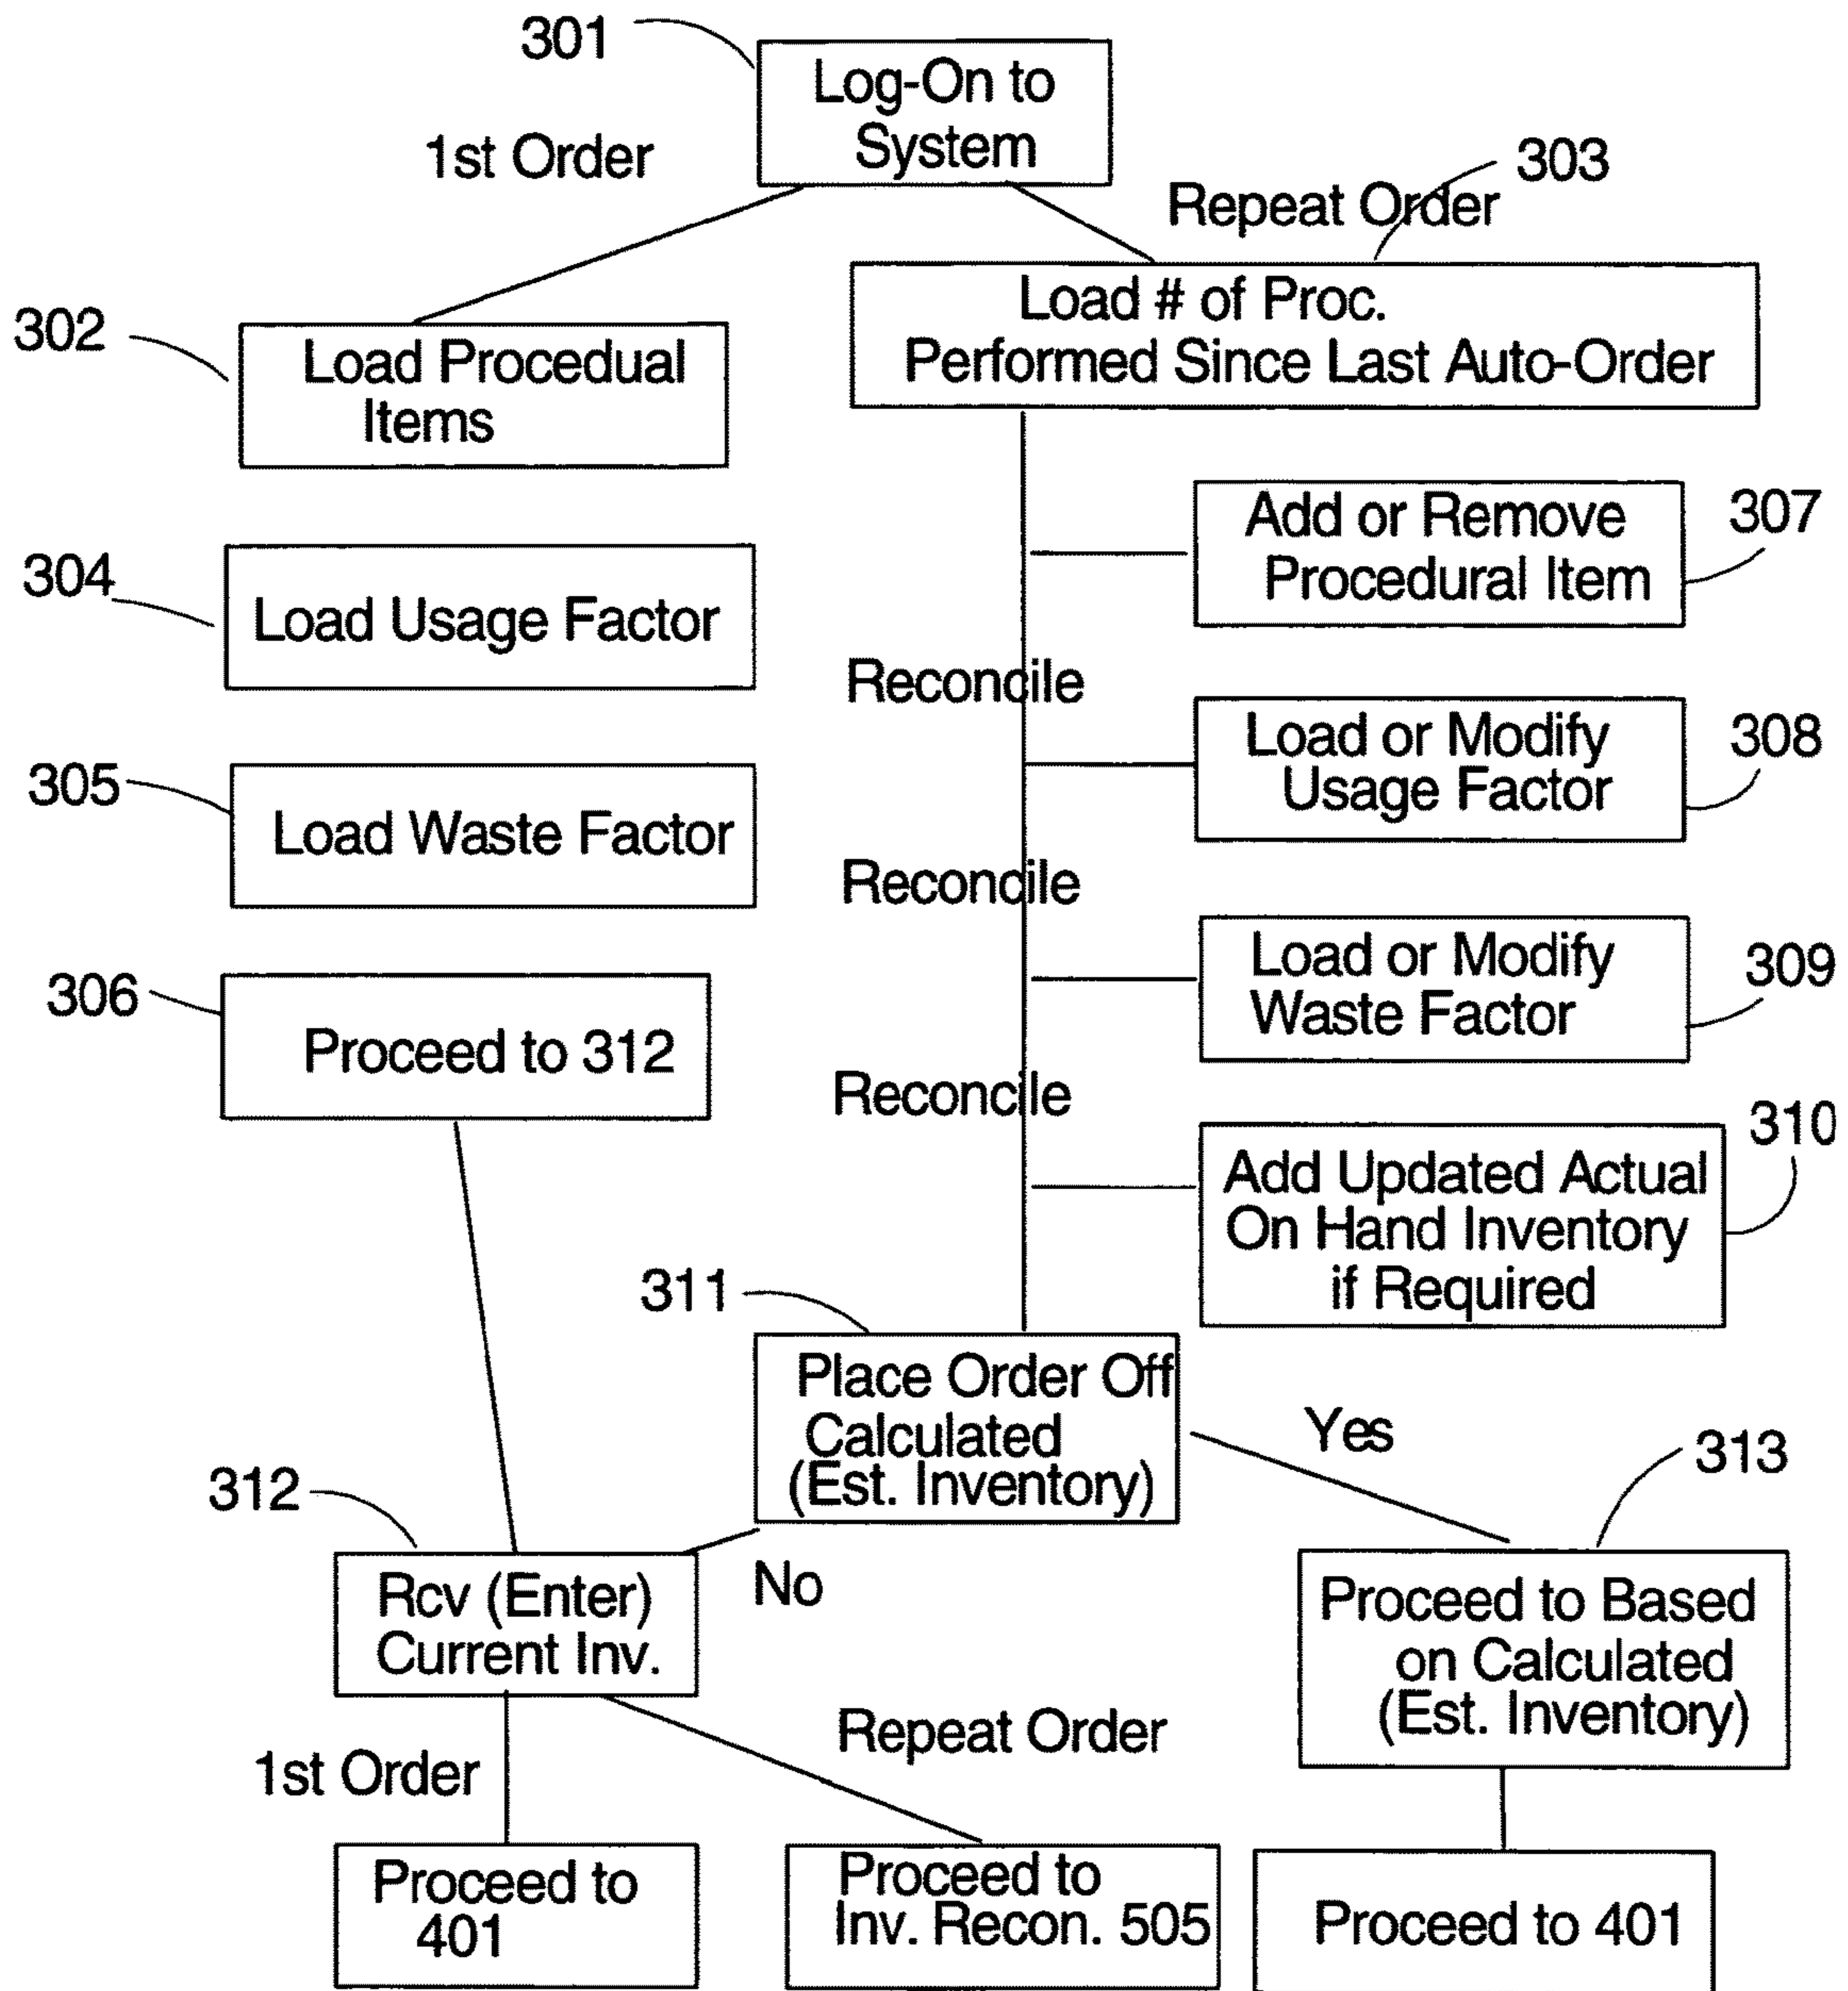 301
Log-On to
System
1st Order
303
Repeat Order
Load # of Proc.
Performed Since Last Auto-Order
302
Load Procedual
Items
307
Add or Remove
Procedural Item
304
Load Usage Factor
Reconcile
308
Load or Modify
Usage Factor
305
Load Waste Factor
Reconcile
309
Load or Modify
Waste Factor
306
Proceed to 312
Reconcile
310
Add Updated Actual
On Hand Inventory
if Required
311
Place Order Off
Calculated
(Est. Inventory)
Yes
313
312
No
Rcv (Enter)
Current Inv.
Proceed to Based
on Calculated
(Est. Inventory)
Repeat Order
1st Order
Proceed to
401
Proceed to
Inv. Recon. 505
Proceed to 401